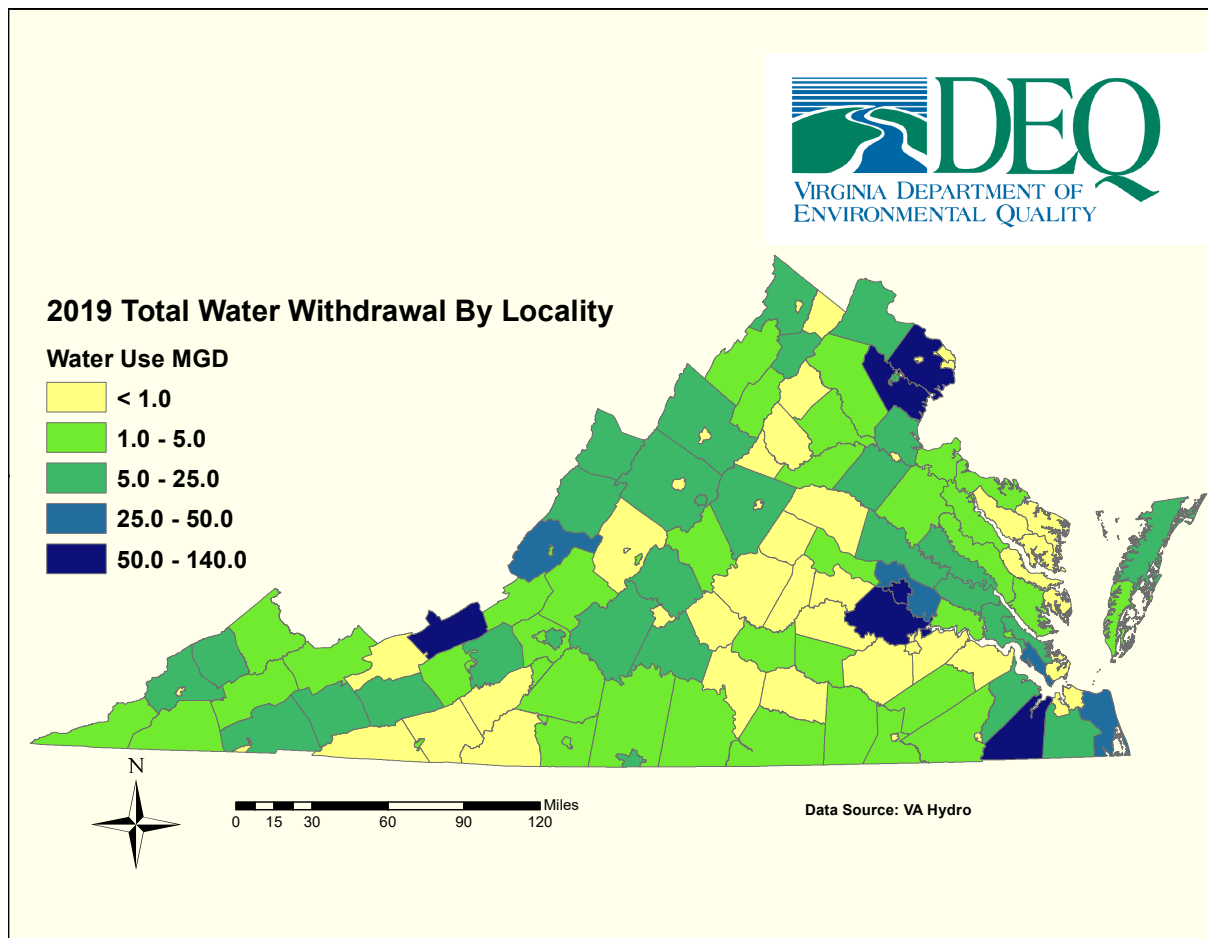 DEQ
VIRGINIA DEPARTMENT OF
ENVIRONMENTAL QUALITY
2019 Total Water Withdrawal By Locality
Water Use MGD
< 1.0
1.0 - 5.0
5.0 - 25.0
25.0 - 50.0
50.0 - 140.0
N
Miles
0 15 30 60 90 120
Data Source: VA Hydro